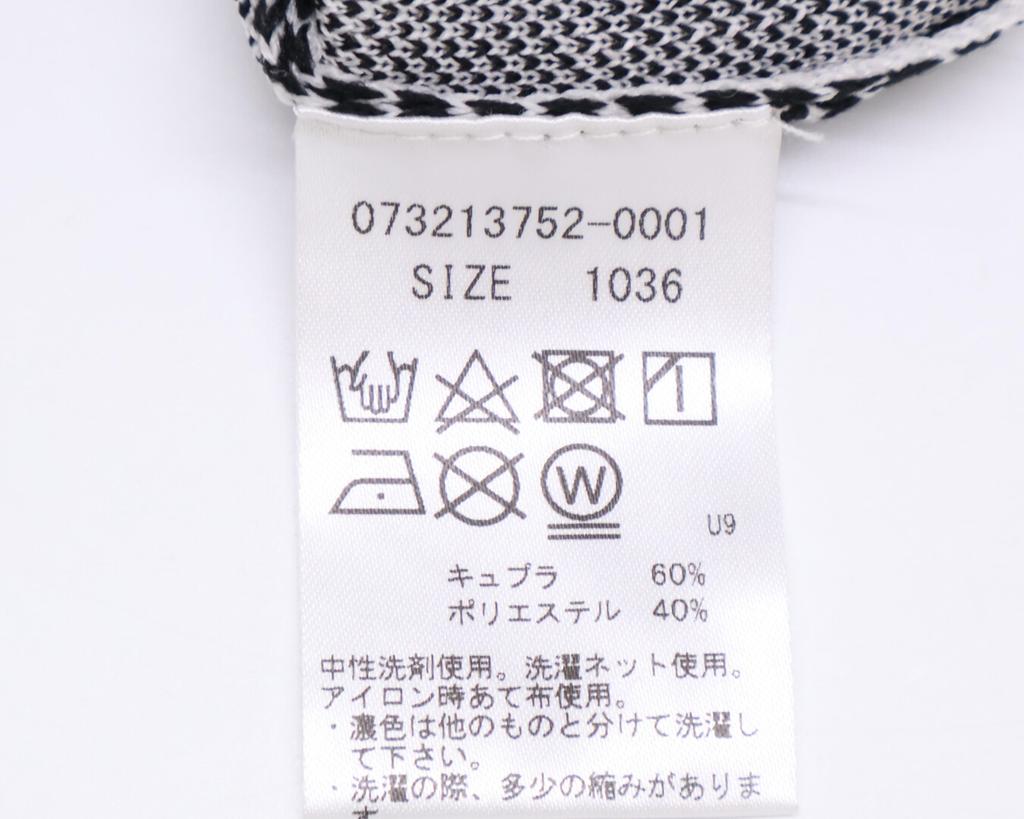 073213752-0001
SIZE 1036
W
U9
キュプラ 60%
ポリエステル 40%
中性洗剤使用。洗濯ネット使用。
アイロン時あて布使用。
・濃色は他のものと分けて洗濯し
て下さい。
・洗濯の際、多少の縮みがありま
す